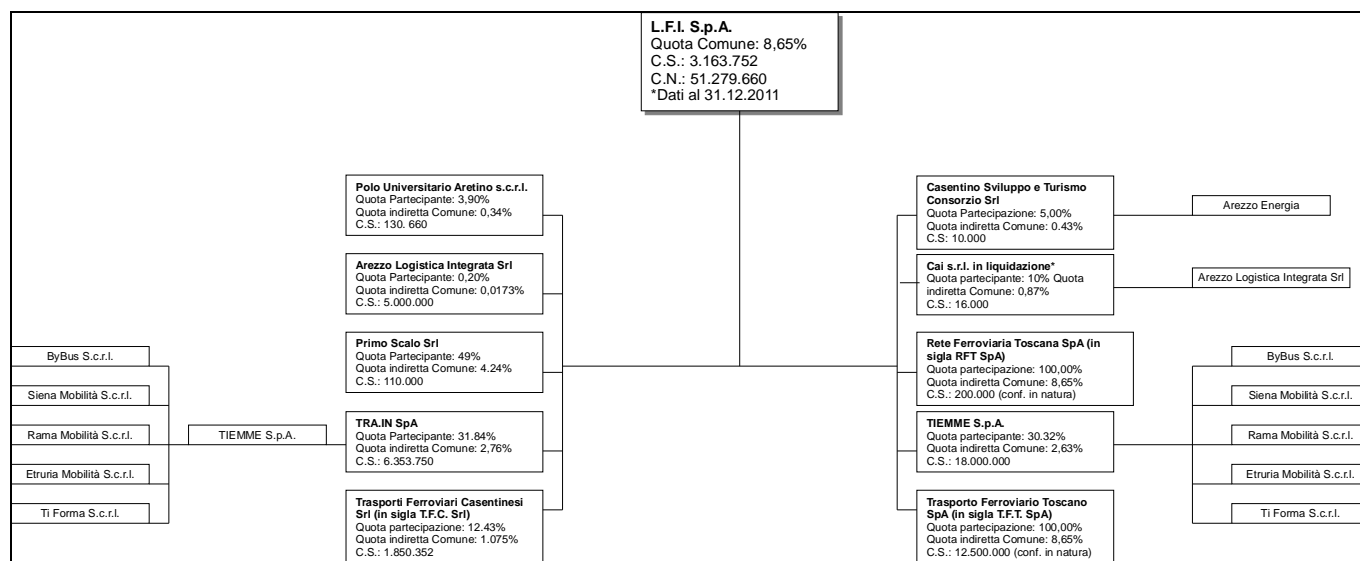 L.F.I. S.p.A.
Quota Comune: 8,65%
C.S.: 3.163.752
C.N.: 51.279.660
*Dati al 31.12.2011
Polo Universitario Aretino s.c.r.l.
Quota Partecipante: 3,90%
Quota indiretta Comune: 0,34%
C.S.: 130. 660
Arezzo Logistica Integrata Srl
Quota Partecipante: 0,20%
Quota indiretta Comune: 0,0173%
C.S.: 5.000.000
Primo Scalo Srl
Quota Partecipante: 49%
Quota indiretta Comune: 4.24%
C.S.: 110.000
TRA.IN SpA
Quota Partecipante: 31.84%
Quota indiretta Comune: 2,76%
C.S.: 6.353.750
Trasporti Ferroviari Casentinesi
Srl (in sigla T.F.C. Srl)
Quota partecipazione: 12.43%
Quota indiretta Comune: 1.075%
C.S.: 1.850.352
TIEMME S.p.A.
ByBus S.c.r.l.
Siena Mobilità S.c.r.l.
Rama Mobilità S.c.r.l.
Etruria Mobilità S.c.r.l.
Ti Forma S.c.r.l.
Casentino Sviluppo e Turismo
Consorzio Srl
Quota Partecipazione: 5,00%
Quota indiretta Comune: 0.43%
C.S: 10.000
Arezzo Energia
Cai s.r.l. in liquidazione*
Quota partecipante: 10% Quota
indiretta Comune: 0,87%
C.S.: 16.000
Arezzo Logistica Integrata Srl
Rete Ferroviaria Toscana SpA (in
sigla RFT SpA)
Quota partecipazione: 100,00%
Quota indiretta Comune: 8,65%
C.S.: 200.000 (conf. in natura)
TIEMME S.p.A.
Quota partecipante: 30.32%
Quota indiretta Comune: 2,63%
C.S.: 18.000.000
Trasporto Ferroviario Toscano
SpA (in sigla T.F.T. SpA)
Quota partecipante: 100,00%
Quota indiretta Comune: 8,65%
C.S.: 12.500.000 (conf. in natura)
ByBus S.c.r.l.
Siena Mobilità S.c.r.l.
Rama Mobilità S.c.r.l.
Etruria Mobilità S.c.r.l.
Ti Forma S.c.r.l.